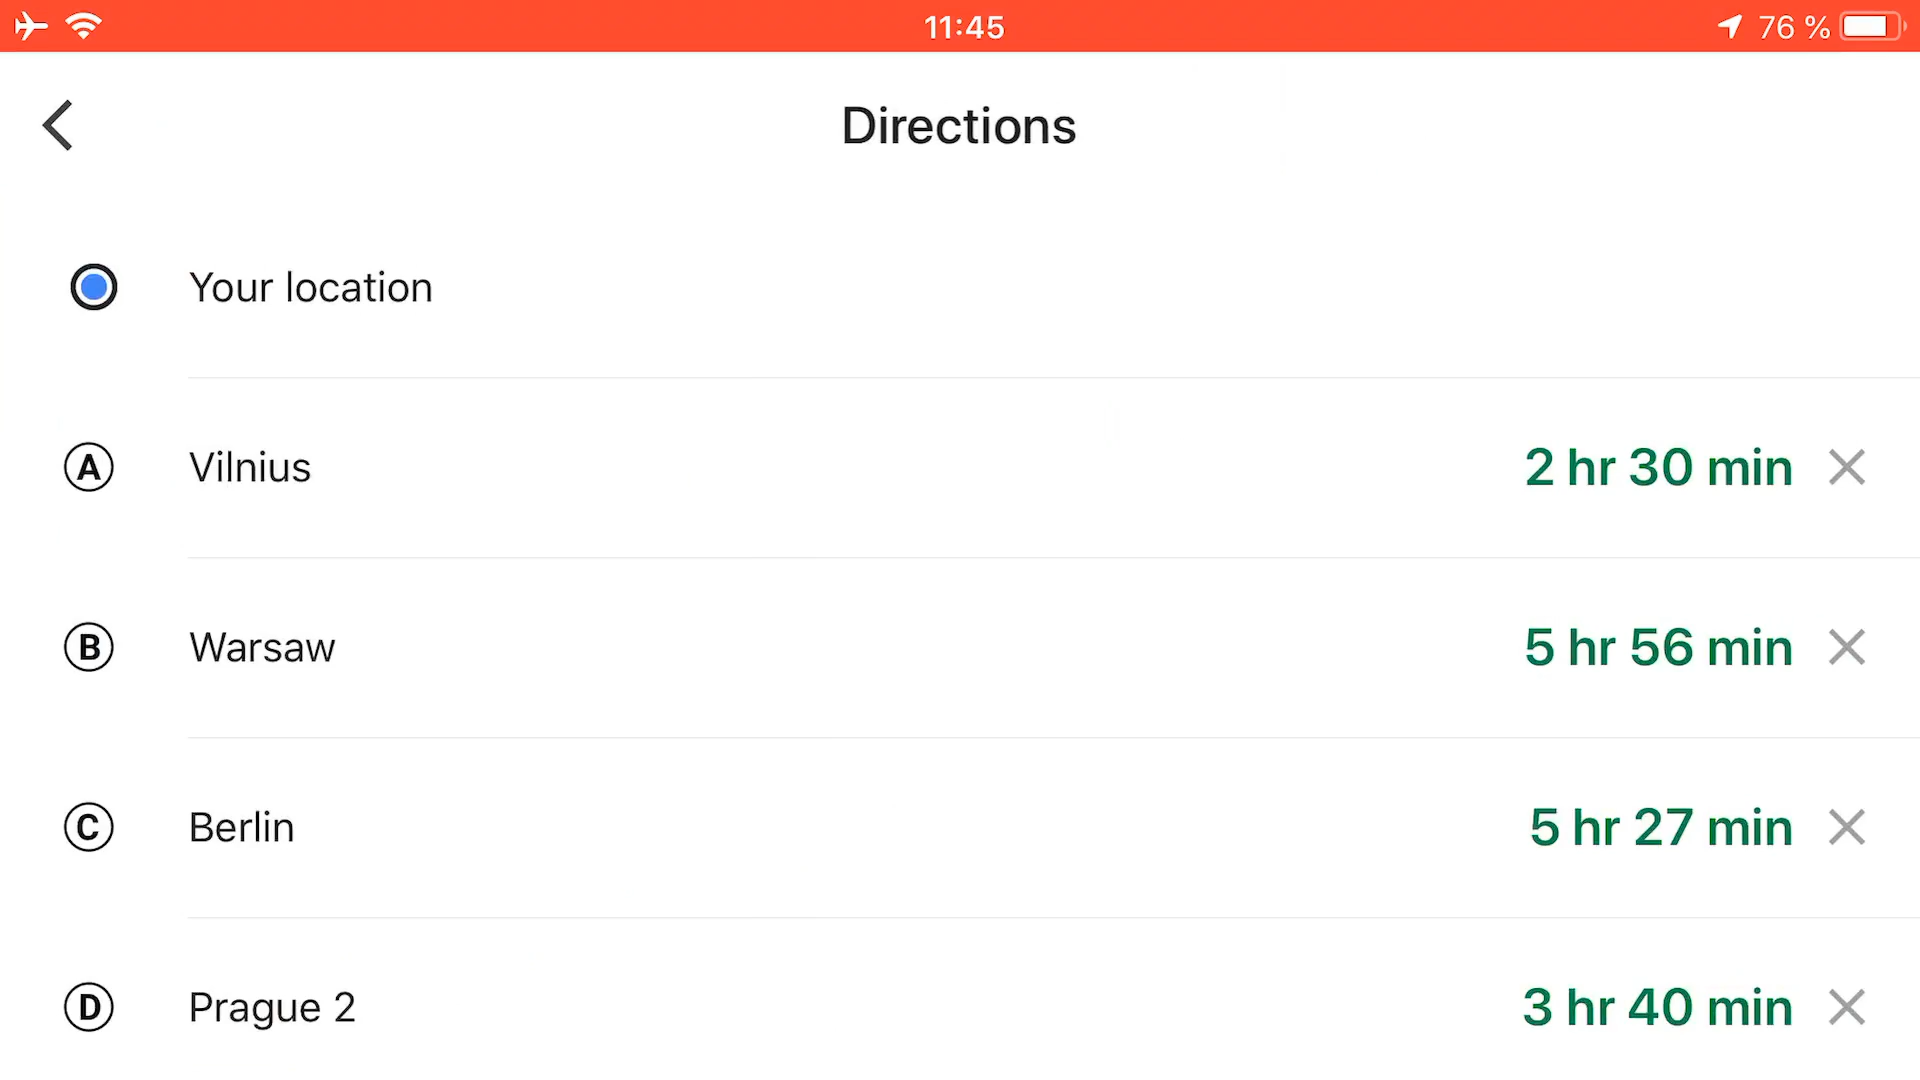 11:45
76 %
Directions
Your location
A Vilnius 2 hr 30 min
B Warsaw 5 hr 56 min
C Berlin 5 hr 27 min
D Prague 2 3 hr 40 min